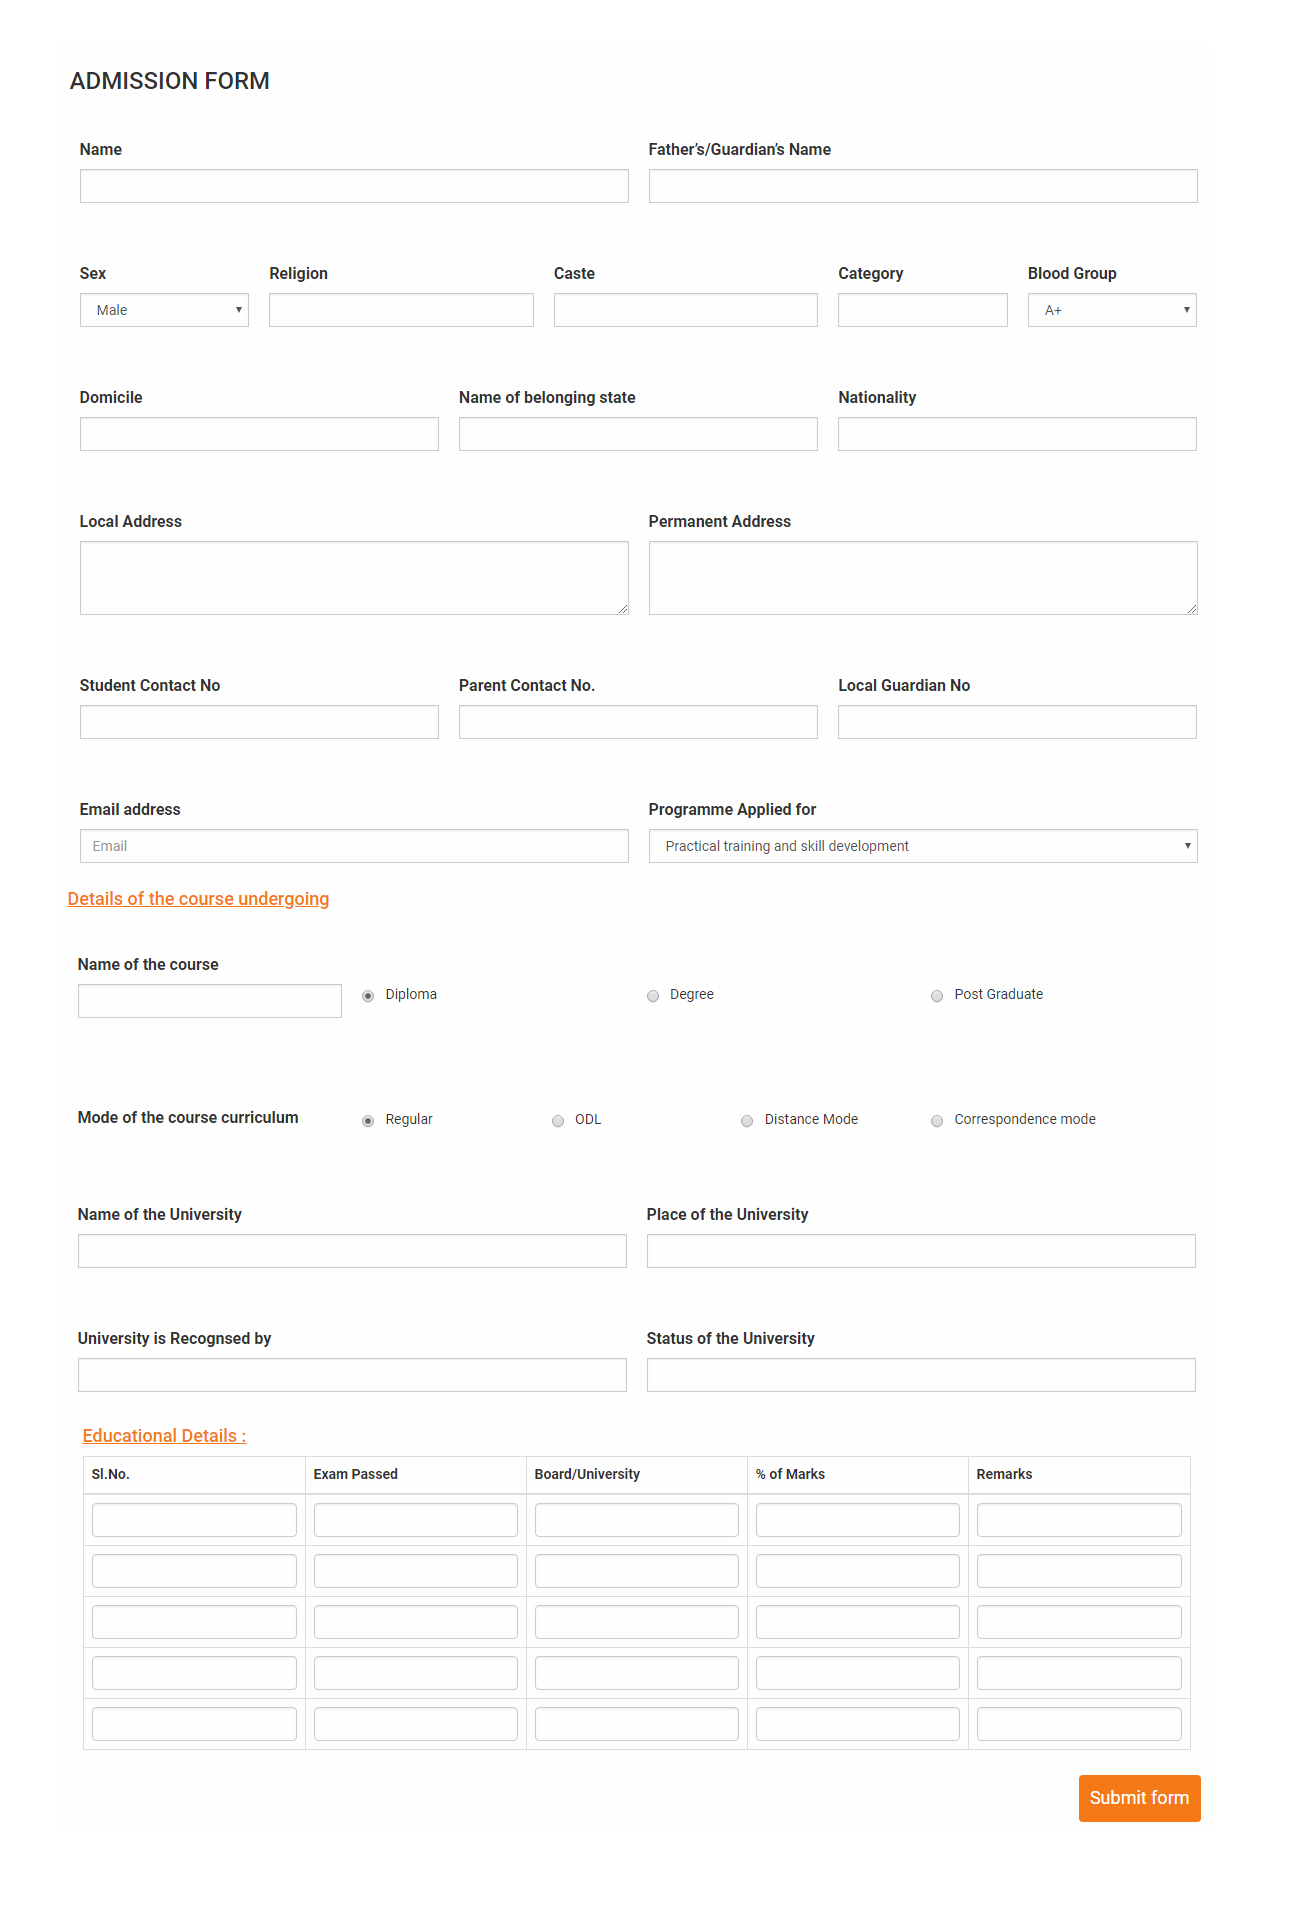 ADMISSION FORM
Name Father’s/Guardian’s Name
Sex Religion Caste Category Blood Group
Male A+
Domicile Name of belonging state Nationality
Local Address Permanent Address
Student Contact No Parent Contact No. Local Guardian No
Email address Programme Applied for
Email Practical training and skill development
Details of the course undergoing
Name of the course
Diploma Degree Post Graduate
Mode of the course curriculum Regular ODL Distance Mode Correspondence mode
Name of the University Place of the University
University is Recognsed by Status of the University
Educational Details :
Sl.No. Exam Passed Board/University % of Marks Remarks
Submit form